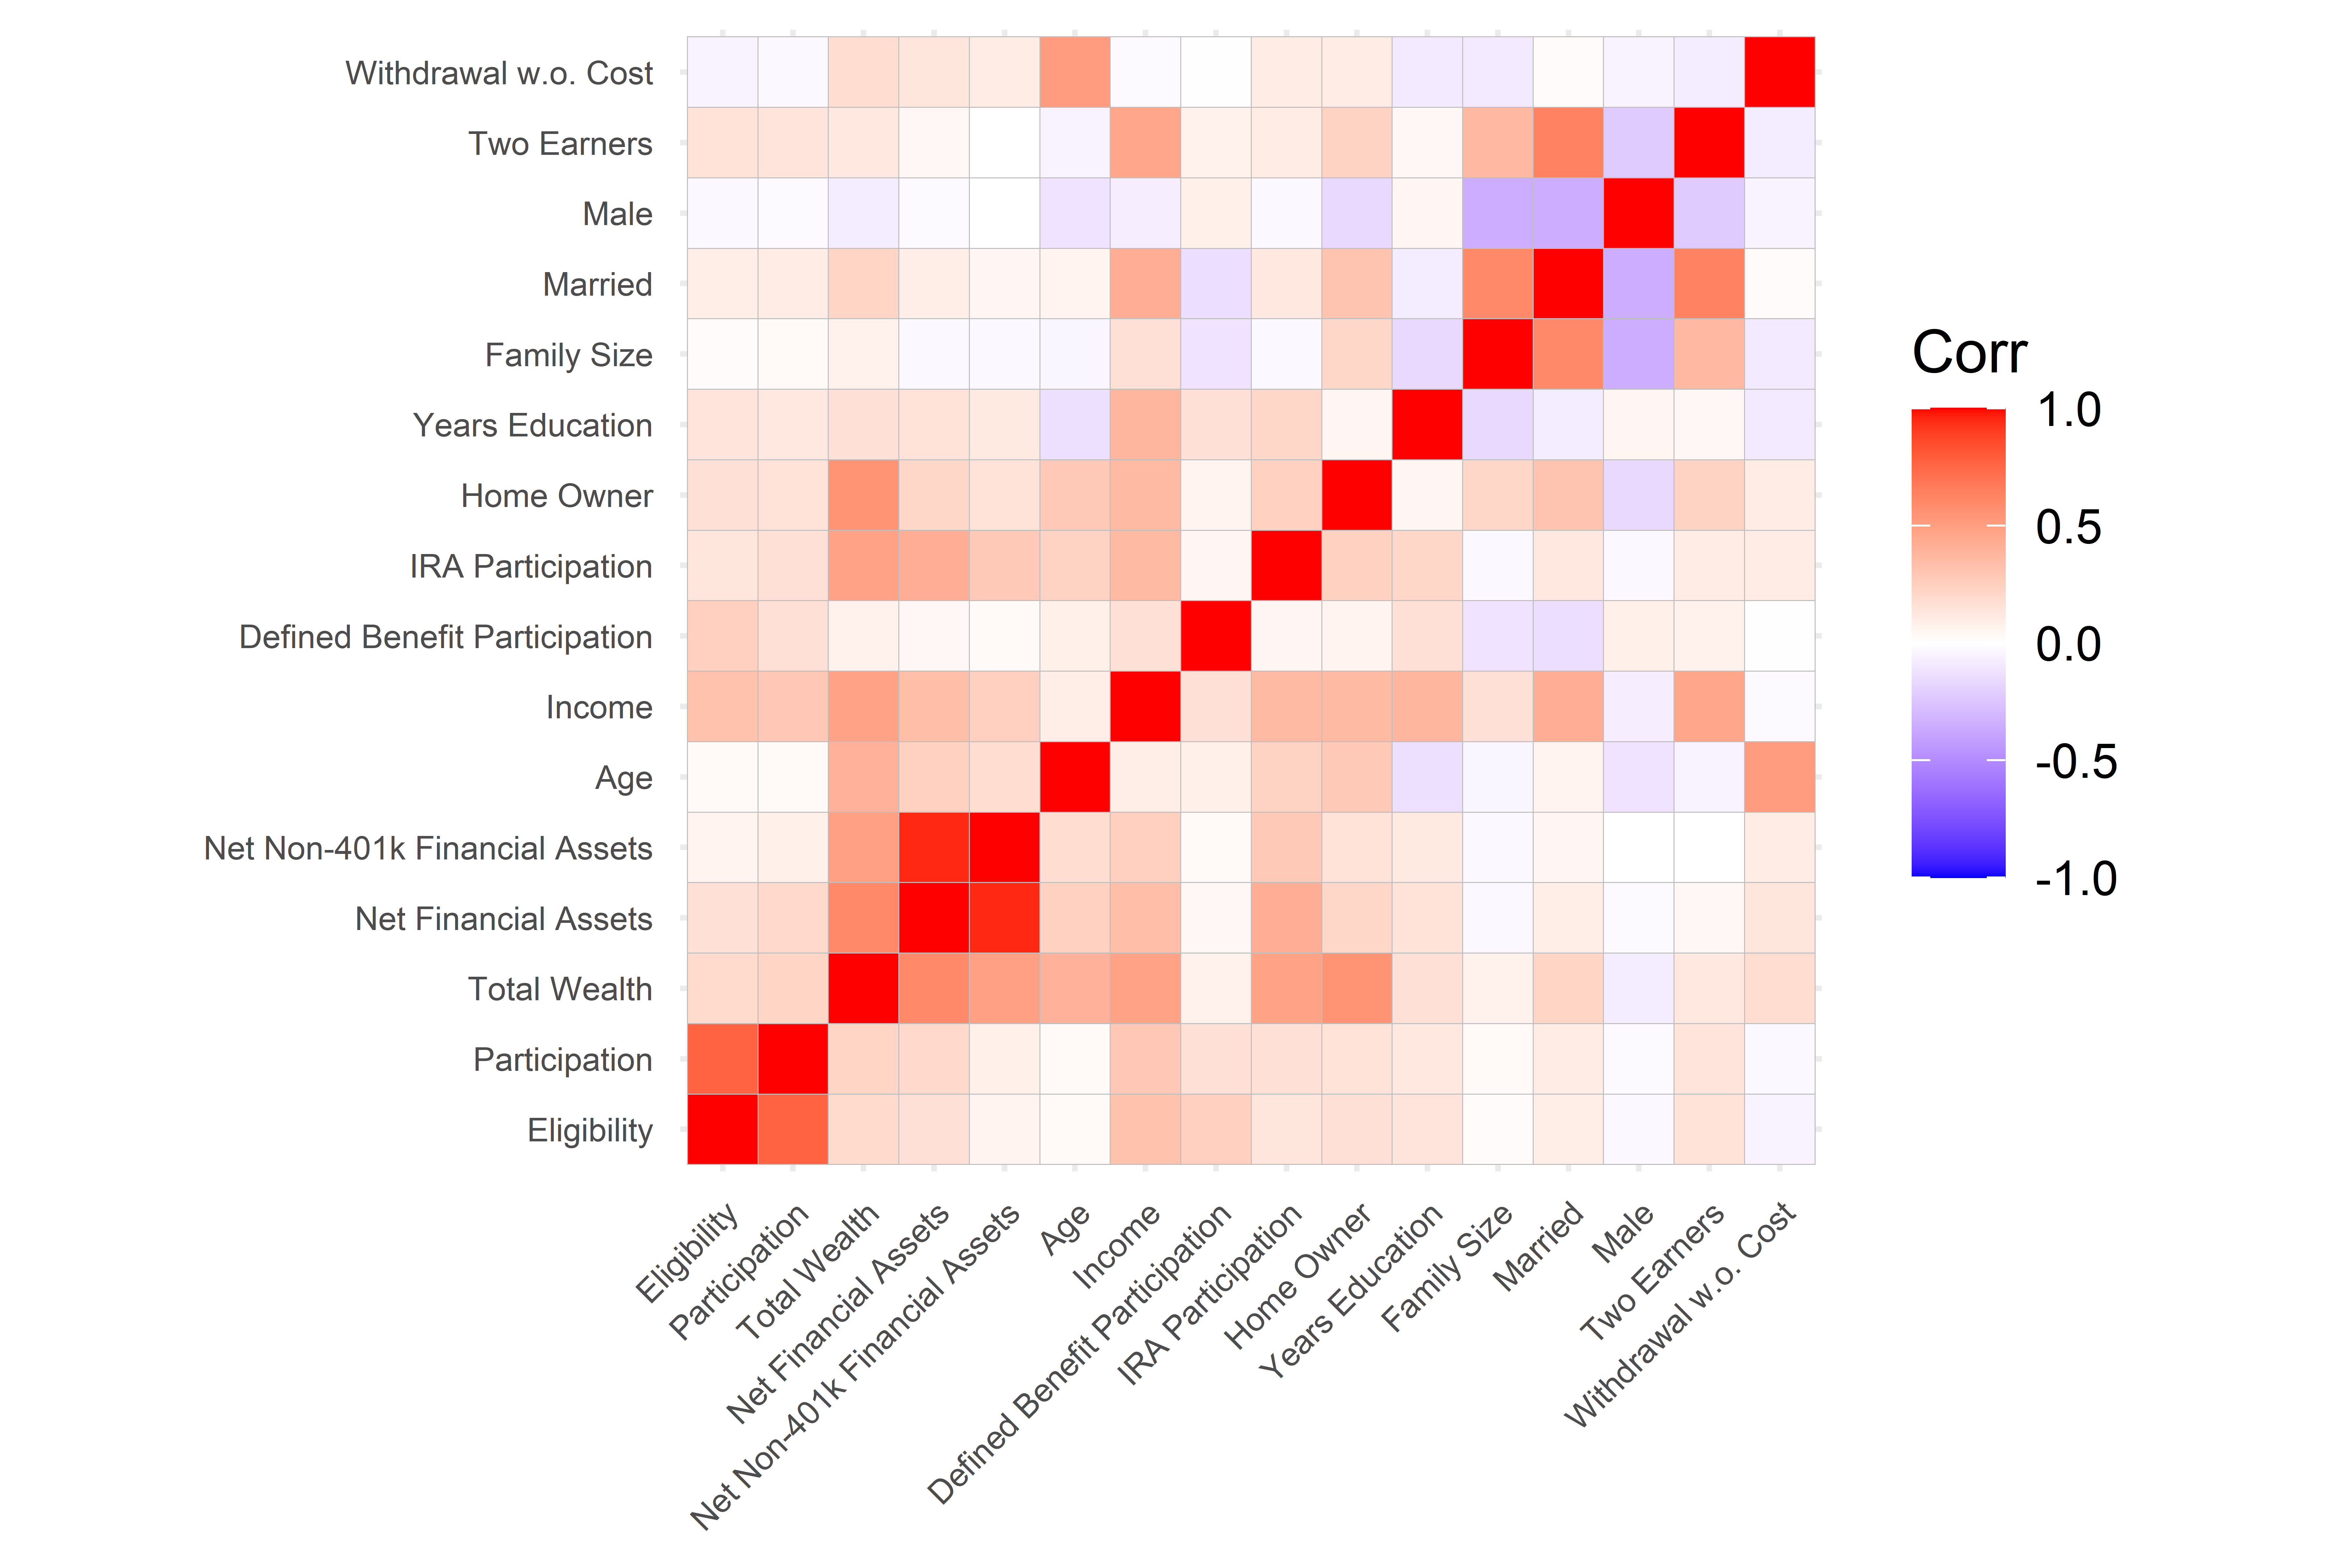 Withdrawal w.o. Cost
Two Earners
Male
Married
Family Size
Years Education
Home Owner
IRA Participation
Defined Benefit Participation
Income
Age
Net Non-401k Financial Assets
Net Financial Assets
Total Wealth
Participation
Eligibility
Eligibility
Participation
Total Wealth
Net Financial Assets
Net Non-401k Financial Assets
Age
Income
Defined Benefit Participation
IRA Participation
Home Owner
Years Education
Family Size
Married
Male
Two Earners
Withdrawal w.o. Cost
Corr
1.0
0.5
0.0
-0.5
-1.0